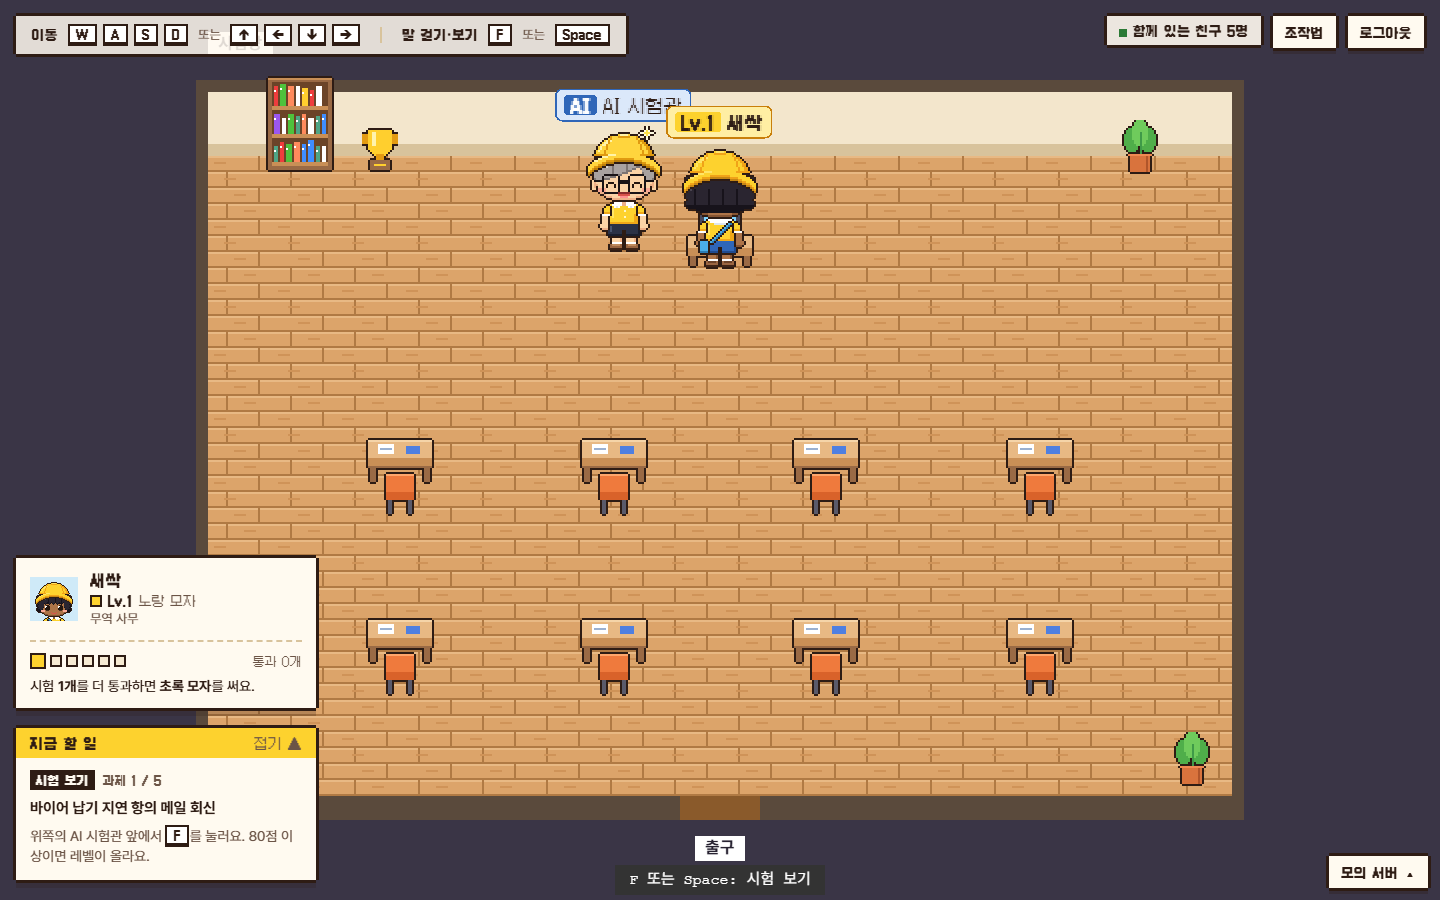 이동 W A S D 또는 ↑ ← ↓ → 말 걸기·보기 F 또는 Space
함께 있는 친구 5명
조작법
로그아웃
AI AI 시험관
Lv.1 새싹
새싹
Lv.1 노랑 모자
무역 사무
통과 0개
시험 1개를 더 통과하면 초록 모자를 써요.
지금 할 일 접기 ▲
시험 보기 과제 1 / 5
바이어 납기 지연 항의 메일 회신
위쪽의 AI 시험관 앞에서 F 를 눌러요. 80점 이
상이면 레벨이 올라요.
출구
F 또는 Space: 시험 보기
모의 서버 ▲